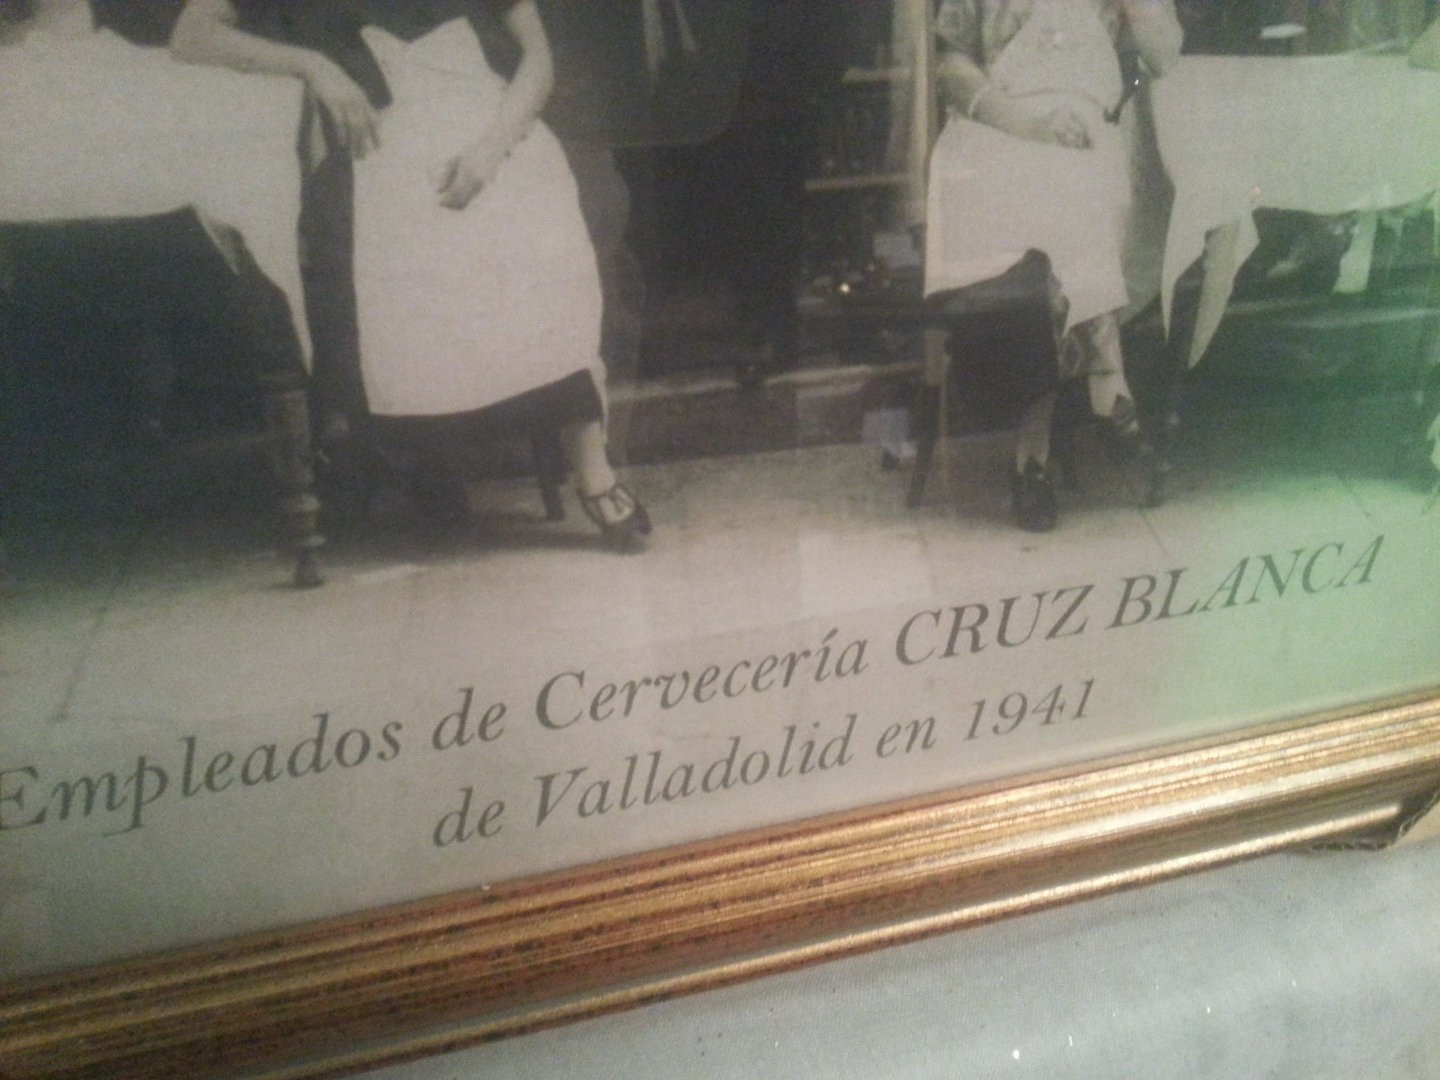 Empleados de Cervecería CRUZ BLANCA
de Valladolid en 1941